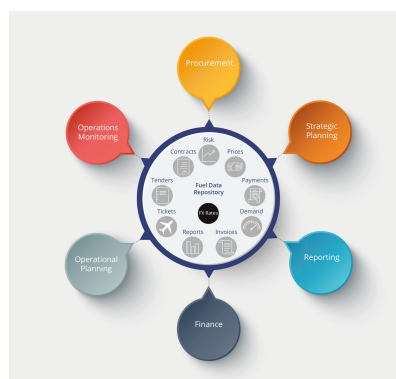 Procurement
Operations
Monitoring
Strategic
Planning
Risk
Contracts
Prices
Tenders
Fuel Data
Repository
Payments
Tickets
FX Rates
Demand
Reports
Invoices
Operational
Planning
Reporting
Finance